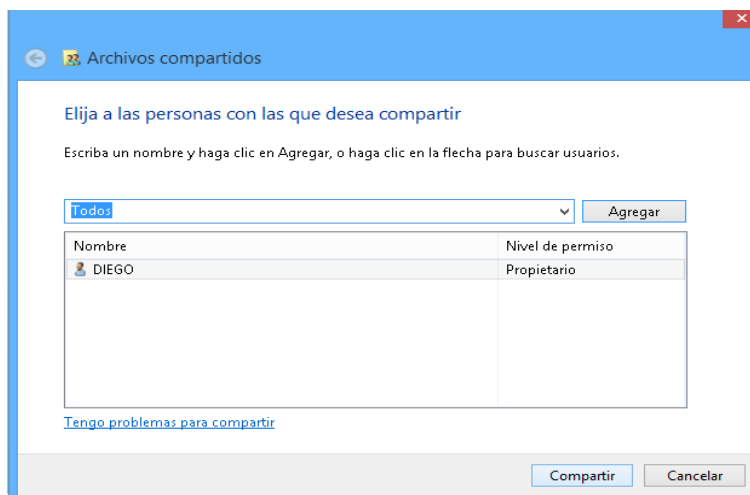 Archivos compartidos
Elija a las personas con las que desea compartir
Escriba un nombre y haga clic en Agregar, o haga clic en la flecha para buscar usuarios.
Todos Agregar
Nombre Nivel de permiso
DIEGO Propietario
Tengo problemas para compartir
Compartir Cancelar